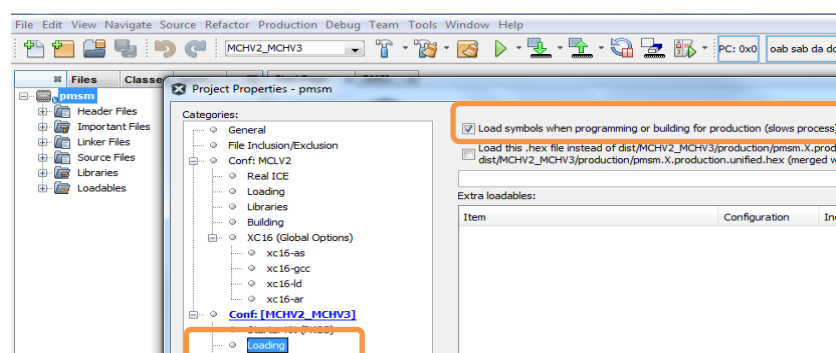 File Edit View Navigate Source Refactor Production Debug Team Tools Window Help
MCHV2_MCHV3
PC: 0x0
oab sab da
Files
Classe
pmsm
Header Files
Important Files
Linker Files
Source Files
Libraries
Loadables
Project Properties - pmsm
Categories:
General
File Inclusion/Exclusion
Conf: MCLV2
Real ICE
Loading
Libraries
Building
XC16 (Global Options)
xc16-as
xc16-gcc
xc16-ld
xc16-ar
Conf: [MCHV2_MCHV3]
Loading
Load symbols when programming or building for production (slows process)
Load this .hex file instead of dist/MCHV2_MCHV3/production/pmsm.X.prod
dist/MCHV2_MCHV3/production/pmsm.X.production.unified.hex (merged w
Extra loadables:
Item
Configuration
In